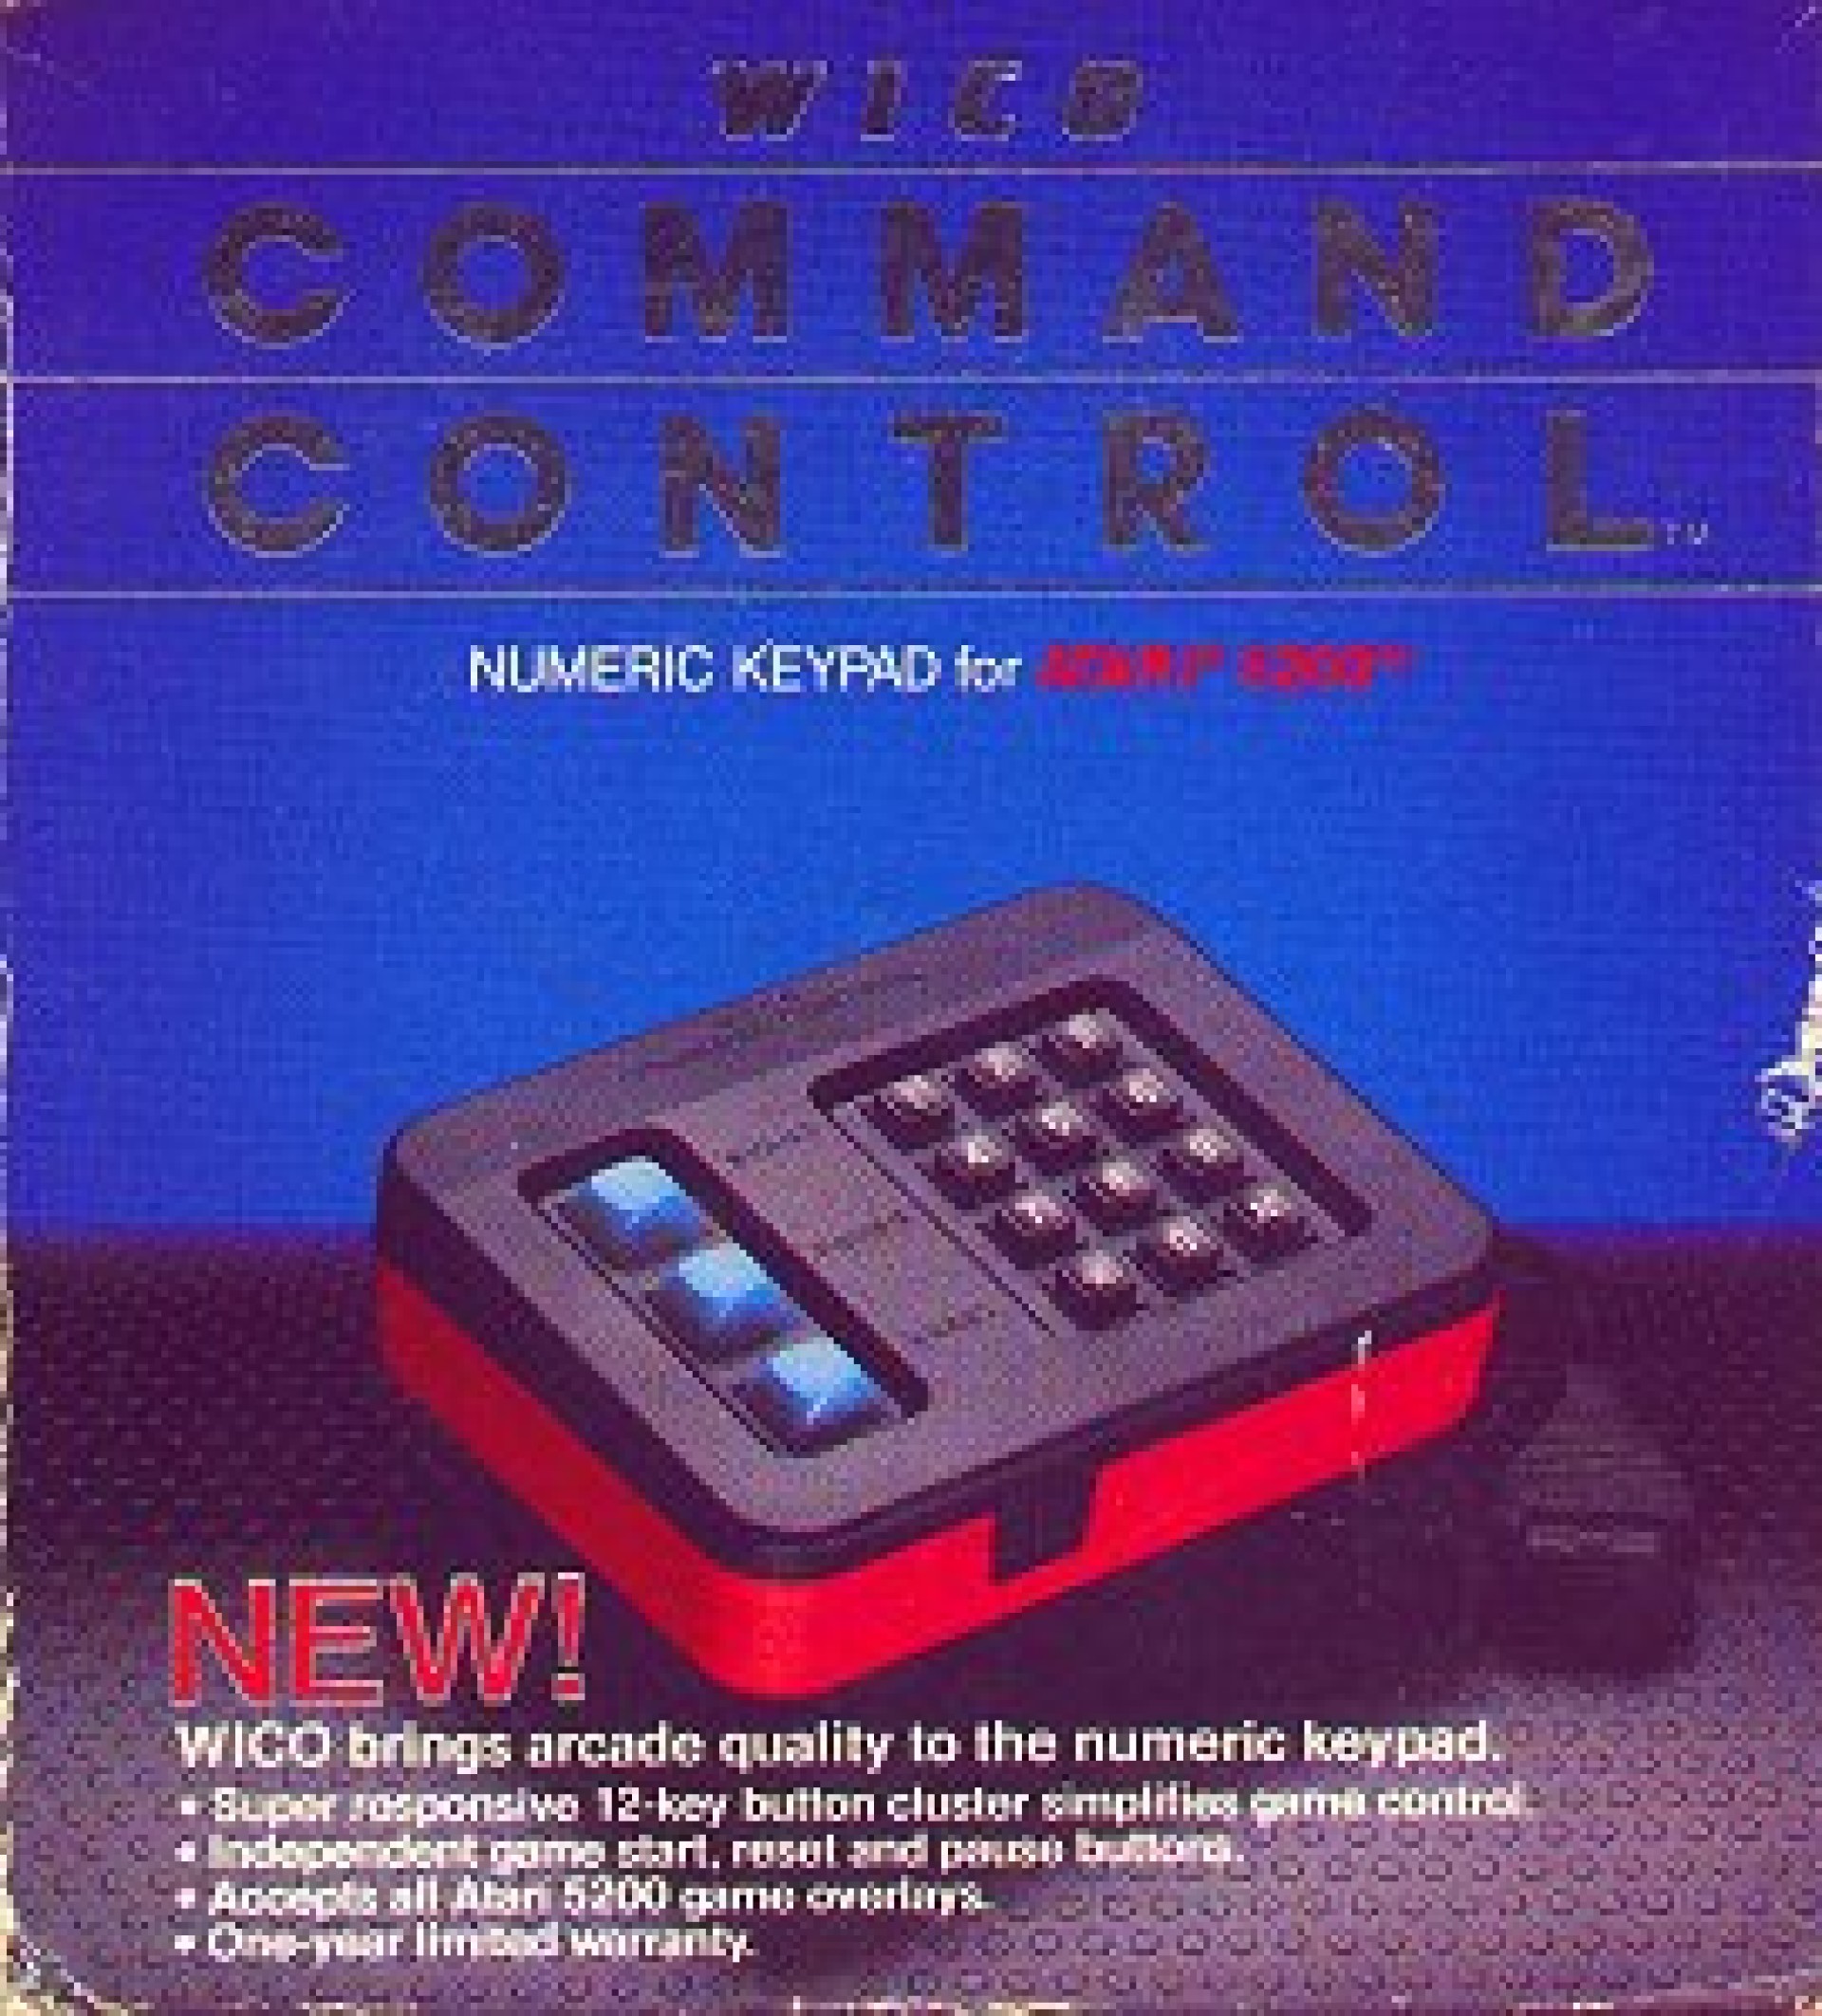 WICO
COMMAND
CONTROL™
NUMERIC KEYPAD for ATARI® 5200™
NEW!
WICO brings arcade quality to the numeric keypad.
• Super responsive 12-key button cluster simplifies game control.
• Independent game start, reset and pause buttons.
• Accepts all Atari 5200 game overlays.
• One-year limited warranty.